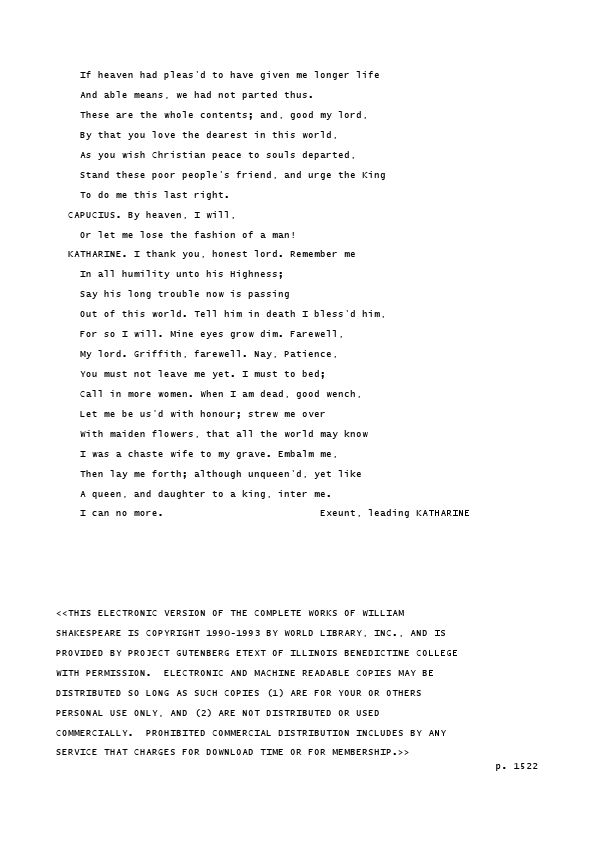 If heaven had pleas'd to have given me longer life
And able means, we had not parted thus.
These are the whole contents; and, good my lord,
By that you love the dearest in this world,
As you wish Christian peace to souls departed,
Stand these poor people's friend, and urge the King
To do me this last right.
CAPUCIUS. By heaven, I will,
Or let me lose the fashion of a man!
KATHARINE. I thank you, honest lord. Remember me
In all humility unto his Highness;
Say his long trouble now is passing
Out of this world. Tell him in death I bless'd him,
For so I will. Mine eyes grow dim. Farewell,
My lord. Griffith, farewell. Nay, Patience,
You must not leave me yet. I must to bed;
Call in more women. When I am dead, good wench,
Let me be us'd with honour; strew me over
With maiden flowers, that all the world may know
I was a chaste wife to my grave. Embalm me,
Then lay me forth; although unqueen'd, yet like
A queen, and daughter to a king, inter me.
I can no more. Exeunt, leading KATHARINE
<<THIS ELECTRONIC VERSION OF THE COMPLETE WORKS OF WILLIAM
SHAKESPEARE IS COPYRIGHT 1990-1993 BY WORLD LIBRARY, INC., AND IS
PROVIDED BY PROJECT GUTENBERG ETEXT OF ILLINOIS BENEDICTINE COLLEGE
WITH PERMISSION. ELECTRONIC AND MACHINE READABLE COPIES MAY BE
DISTRIBUTED SO LONG AS SUCH COPIES (1) ARE FOR YOUR OR OTHERS
PERSONAL USE ONLY, AND (2) ARE NOT DISTRIBUTED OR USED
COMMERCIALLY. PROHIBITED COMMERCIAL DISTRIBUTION INCLUDES BY ANY
SERVICE THAT CHARGES FOR DOWNLOAD TIME OR FOR MEMBERSHIP.>>
p. 1522